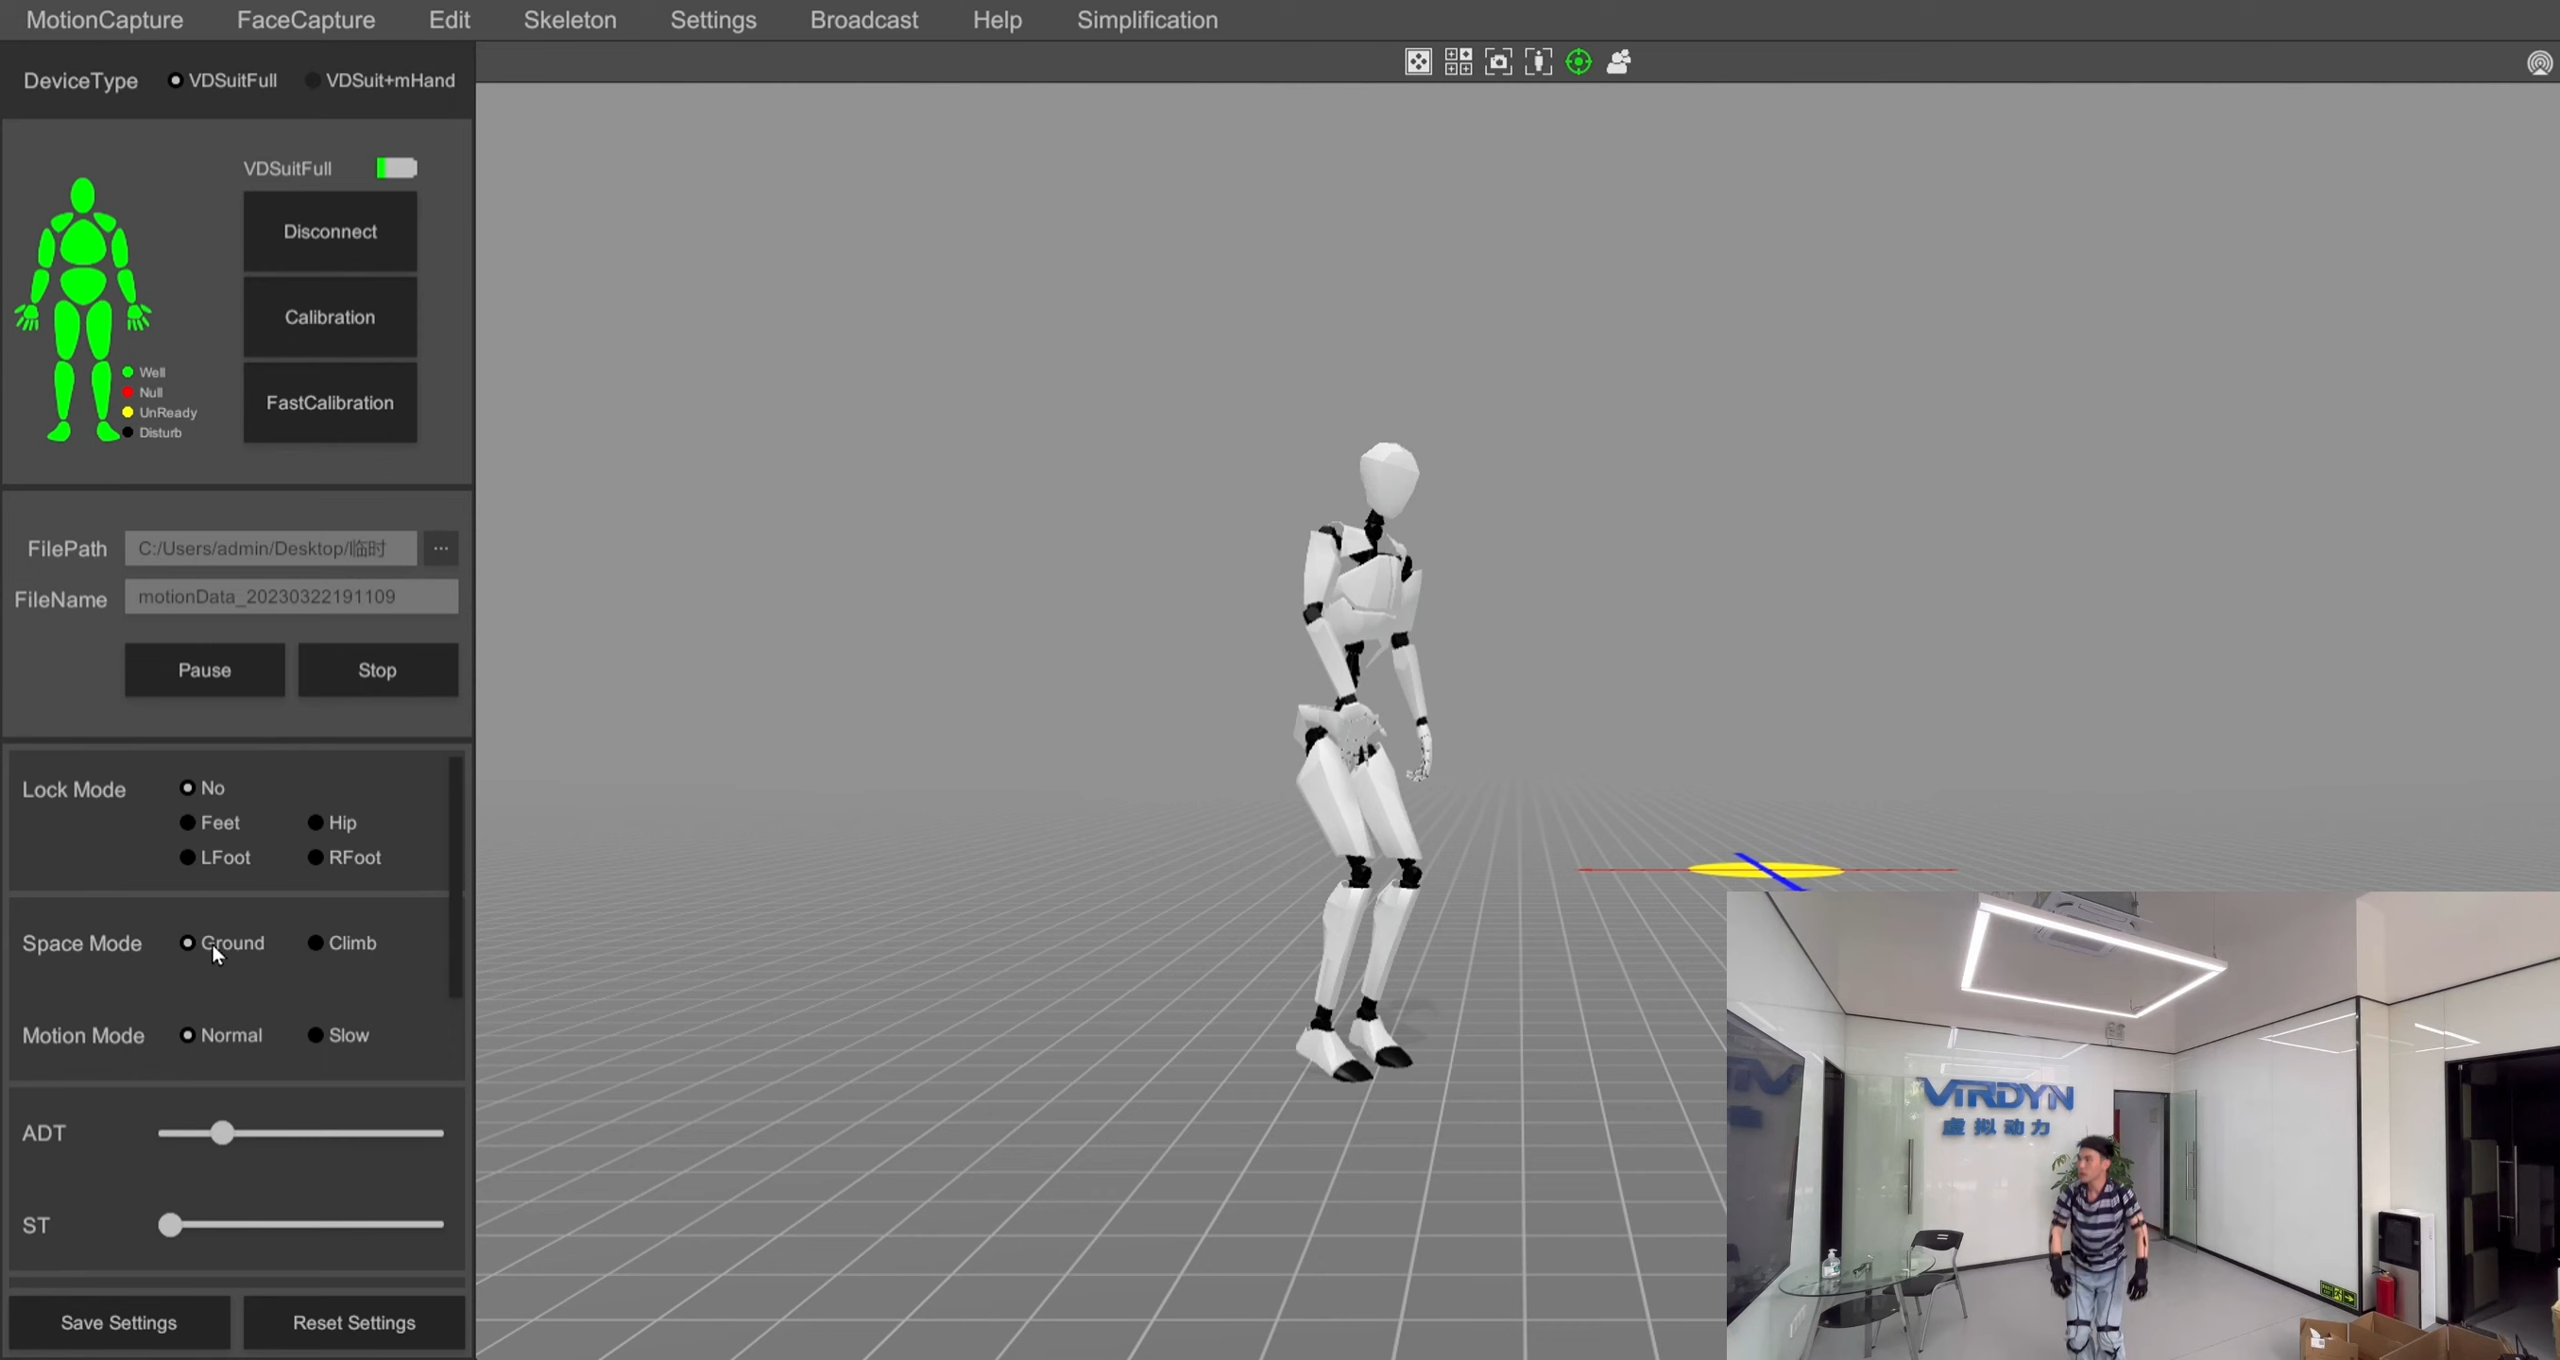 MotionCapture FaceCapture Edit Skeleton Settings Broadcast Help Simplification
DeviceType VDSuitFull VDSuit+mHand
VDSuitFull
Disconnect
Calibration
FastCalibration
Well
Null
UnReady
Disturb
FilePath C:/Users/admin/Desktop/临时 ...
FileName motionData_20230322191109
Pause Stop
Lock Mode No
Feet Hip
LFoot RFoot
Space Mode Ground Climb
Motion Mode Normal Slow
ADT
ST
Save Settings Reset Settings
VIRDYN
虚拟动力